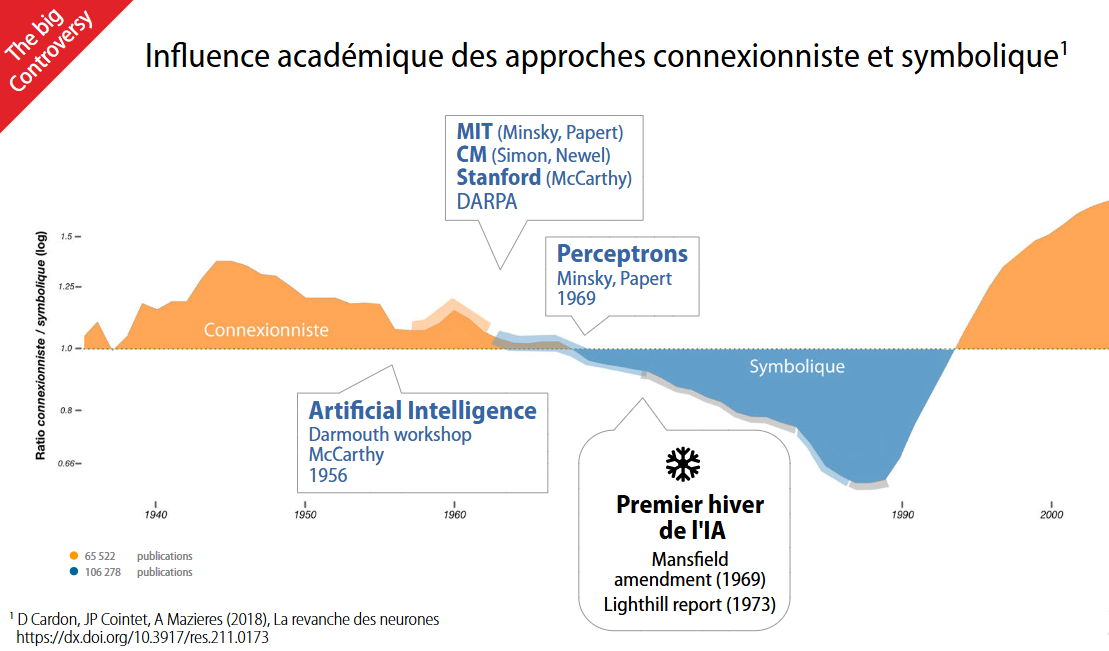 The big
Controversy
Influence académique des approches connexionniste et symbolique¹
MIT (Minsky, Papert)
CM (Simon, Newel)
Stanford (McCarthy)
DARPA
Perceptrons
Minsky, Papert
1969
Ratio connexionniste / symbolique (log)
1.5
1.25
1.0
0.8
0.66
Connexionniste
Symbolique
Artificial Intelligence
Darmouth workshop
McCarthy
1956
Premier hiver
de l'IA
Mansfield
amendment (1969)
Lighthill report (1973)
1940
1950
1960
1990
2000
65 522 publications
106 278 publications
¹ D Cardon, JP Cointet, A Mazieres (2018), La revanche des neurones
https://dx.doi.org/10.3917/res.211.0173